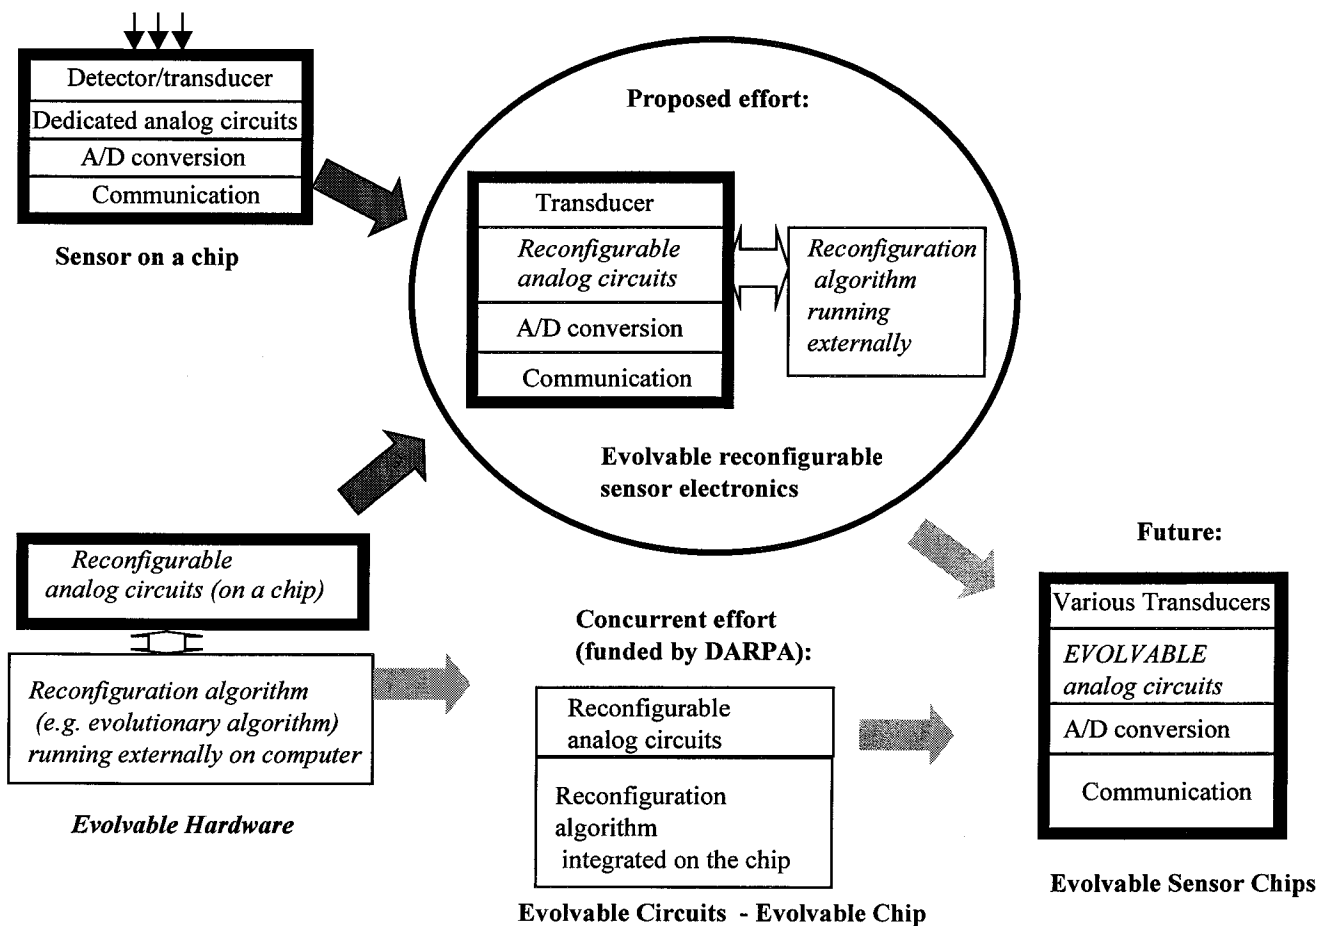 Detector/transducer
Dedicated analog circuits
A/D conversion
Communication
Sensor on a chip
Proposed effort:
Transducer
Reconfigurable
analog circuits
A/D conversion
Communication
Reconfiguration
algorithm
running
externally
Evolvable reconfigurable
sensor electronics
Reconfigurable
analog circuits (on a chip)
Reconfiguration algorithm
(e.g. evolutionary algorithm)
running externally on computer
Evolvable Hardware
Concurrent effort
(funded by DARPA):
Reconfigurable
analog circuits
Reconfiguration
algorithm
integrated on the chip
Evolvable Circuits - Evolvable Chip
Future:
Various Transducers
EVOLVABLE
analog circuits
A/D conversion
Communication
Evolvable Sensor Chips